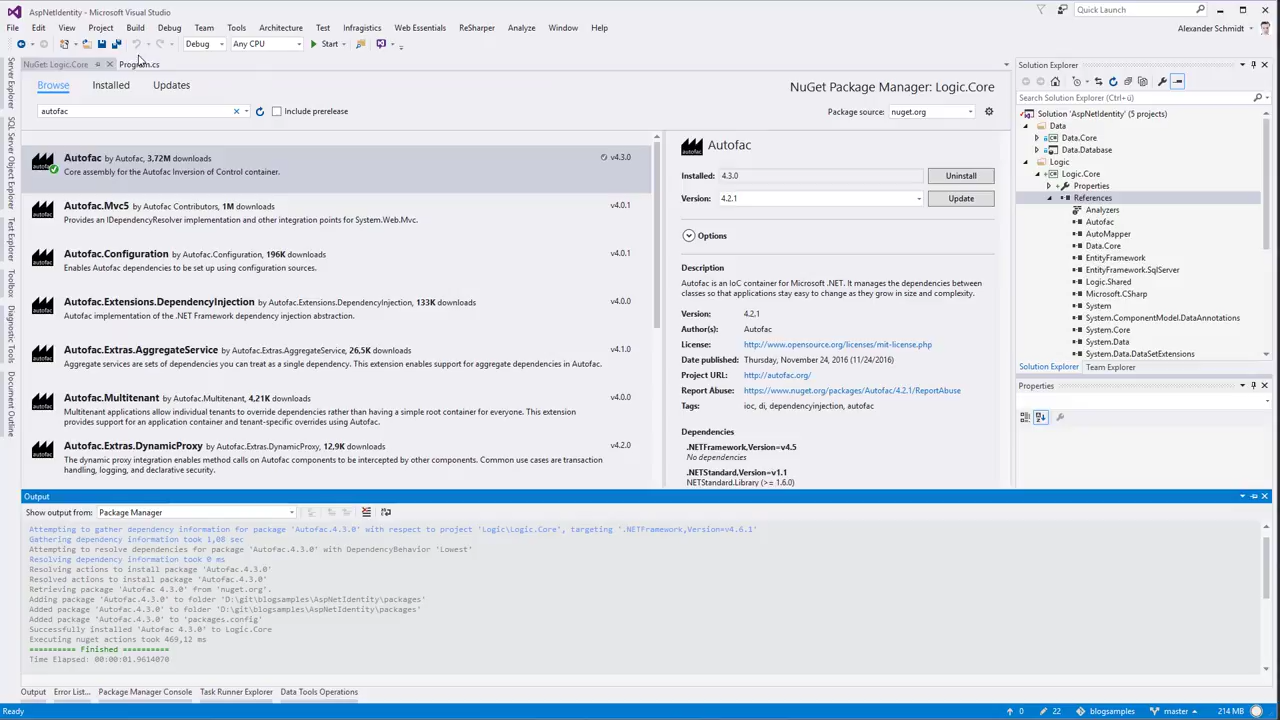 AspNetIdentity - Microsoft Visual Studio
Quick Launch (Ctrl+Q)
File Edit View Project Build Debug Team Tools Architecture Test Infragistics Web Essentials ReSharper Analyze Window Help
Alexander Schmidt
Debug Any CPU Start
NuGet: Logic.Core Program.cs
Server Explorer
SQL Server Object Explorer
Test Explorer
Toolbox
Diagnostic Tools
Document Outline
Browse Installed Updates
NuGet Package Manager: Logic.Core
autofac
Include prerelease
Package source: nuget.org
Autofac by Autofac, 3,72M downloads v4.3.0
Core assembly for the Autofac Inversion of Control container.
Autofac.Mvc5 by Autofac Contributors, 1M downloads v4.0.1
Provides an IDependencyResolver implementation and other integration points for System.Web.Mvc.
Autofac.Configuration by Autofac.Configuration, 196K downloads v4.0.1
Enables Autofac dependencies to be set up using configuration sources.
Autofac.Extensions.DependencyInjection by Autofac.Extensions.DependencyInjection, 133K downloads v4.0.0
Autofac implementation of the .NET Framework dependency injection abstraction.
Autofac.Extras.AggregateService by Autofac.Extras.AggregateService, 26,5K downloads v4.1.0
Aggregate services are sets of dependencies you can treat as a single dependency. This extension enables support for aggregate dependencies in Autofac.
Autofac.Multitenant by Autofac.Multitenant, 4,21K downloads v4.0.0
Multitenant applications allow individual tenants to override dependencies rather than having a simple root container for everyone. This extension
provides support for an application container and tenant-specific overrides using Autofac.
Autofac.Extras.DynamicProxy by Autofac.Extras.DynamicProxy, 12,9K downloads v4.2.0
The dynamic proxy integration enables method calls on Autofac components to be intercepted by other components. Common use cases are transaction
handling, logging, and declarative security.
Autofac
Installed: 4.3.0 Uninstall
Version: 4.2.1 Update
Options
Description
Autofac is an IoC container for Microsoft .NET. It manages the dependencies between
classes so that applications stay easy to change as they grow in size and complexity.
Version: 4.2.1
Author(s): Autofac
License: http://www.opensource.org/licenses/mit-license.php
Date published: Thursday, November 24, 2016 (11/24/2016)
Project URL: http://autofac.org/
Report Abuse: https://www.nuget.org/packages/Autofac/4.2.1/ReportAbuse
Tags: ioc, di, dependencyinjection, autofac
Dependencies
.NETFramework,Version=v4.5
No dependencies
.NETStandard,Version=v1.1
NETStandard.Library (>= 1.6.0)
Solution Explorer
Search Solution Explorer (Ctrl+ü)
Solution 'AspNetIdentity' (5 projects)
Data
Data.Core
Data.Database
Logic
Logic.Core
Properties
References
Analyzers
Autofac
AutoMapper
Data.Core
EntityFramework
EntityFramework.SqlServer
Logic.Shared
Microsoft.CSharp
System
System.ComponentModel.DataAnnotations
System.Core
System.Data
System.Data.DataSetExtensions
Solution Explorer Team Explorer
Properties
Output
Show output from: Package Manager
Attempting to gather dependency information for package 'Autofac.4.3.0' with respect to project 'Logic\Logic.Core', targeting '.NETFramework,Version=v4.6.1'
Gathering dependency information took 1,08 sec
Attempting to resolve dependencies for package 'Autofac.4.3.0' with DependencyBehavior 'Lowest'
Resolving dependency information took 0 ms
Resolving actions to install package 'Autofac.4.3.0'
Resolved actions to install package 'Autofac.4.3.0'
Retrieving package 'Autofac 4.3.0' from 'nuget.org'.
Adding package 'Autofac.4.3.0' to folder 'D:\git\blogsamples\AspNetIdentity\packages'
Added package 'Autofac.4.3.0' to folder 'D:\git\blogsamples\AspNetIdentity\packages'
Added package 'Autofac.4.3.0' to 'packages.config'
Successfully installed 'Autofac 4.3.0' to Logic.Core
Executing nuget actions took 469,12 ms
========== Finished ==========
Time Elapsed: 00:00:01.9614070
Output Error List... Package Manager Console Task Runner Explorer Data Tools Operations
Ready 0 22 blogsamples master 214 MB